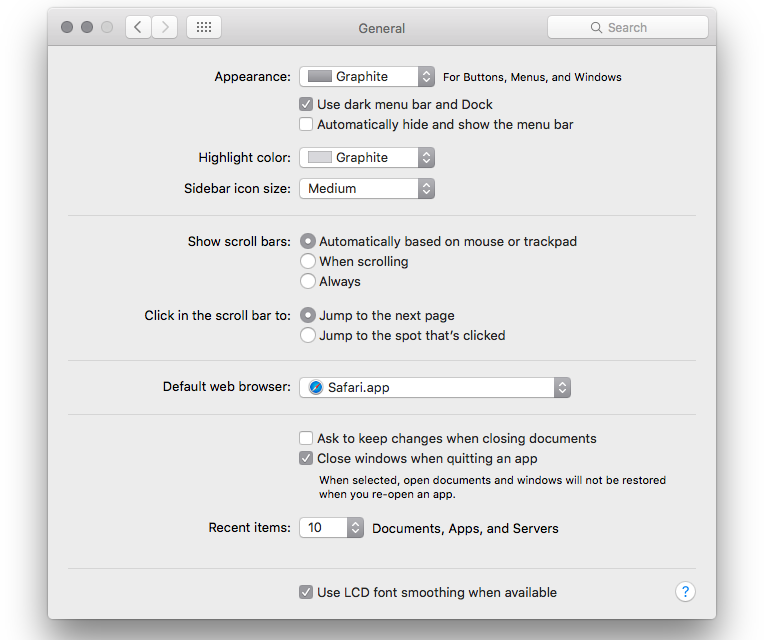 General
Search
Appearance: Graphite For Buttons, Menus, and Windows
Use dark menu bar and Dock
Automatically hide and show the menu bar
Highlight color: Graphite
Sidebar icon size: Medium
Show scroll bars: Automatically based on mouse or trackpad
When scrolling
Always
Click in the scroll bar to: Jump to the next page
Jump to the spot that's clicked
Default web browser: Safari.app
Ask to keep changes when closing documents
Close windows when quitting an app
When selected, open documents and windows will not be restored
when you re-open an app.
Recent items: 10 Documents, Apps, and Servers
Use LCD font smoothing when available
?